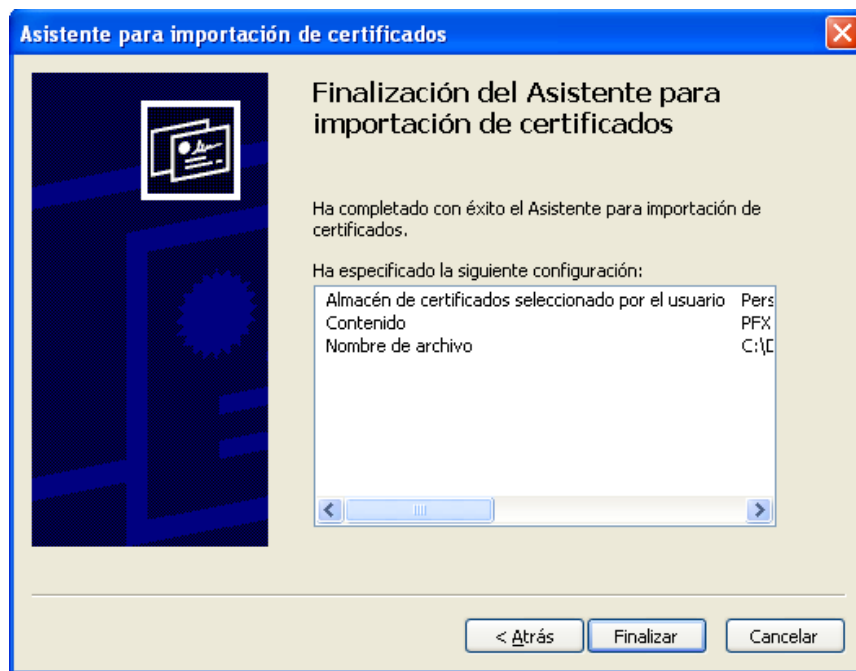 Asistente para importación de certificados
Finalización del Asistente para
importación de certificados
Ha completado con éxito el Asistente para importación de
certificados.
Ha especificado la siguiente configuración:
Almacén de certificados seleccionado por el usuario Pers
Contenido PFX
Nombre de archivo C:\D
< Atrás Finalizar Cancelar